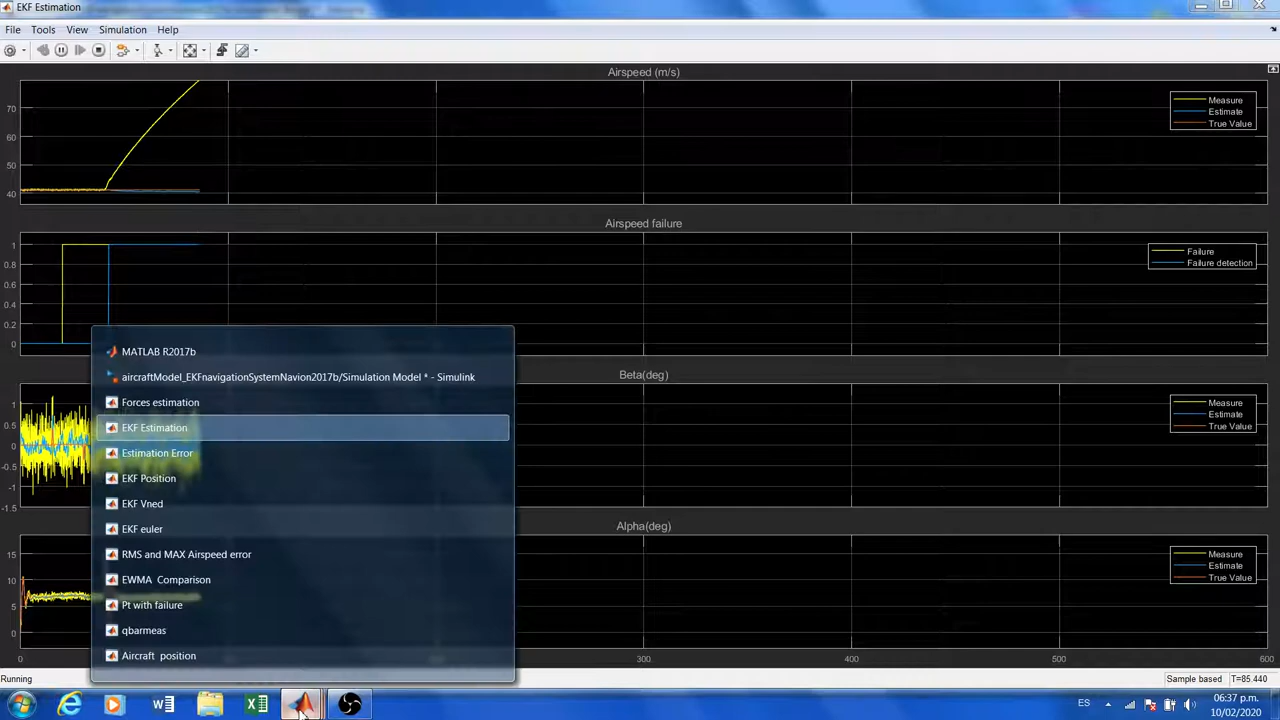 EKF Estimation
File Tools View Simulation Help
Airspeed (m/s)
70
60
50
40
Measure
Estimate
True Value
Airspeed failure
1
0.8
0.6
0.4
0.2
0
Failure
Failure detection
Beta(deg)
1
0.5
0
-0.5
-1
-1.5
Measure
Estimate
True Value
Alpha(deg)
15
10
5
0
Measure
Estimate
True Value
0 300 400 500 600
MATLAB R2017b
aircraftModel_EKFnavigationSystemNavion2017b/Simulation Model * - Simulink
Forces estimation
EKF Estimation
Estimation Error
EKF Position
EKF Vned
EKF euler
RMS and MAX Airspeed error
EWMA Comparison
Pt with failure
qbarmeas
Aircraft position
Running Sample based T=85.440
ES 06:37 p.m.
10/02/2020